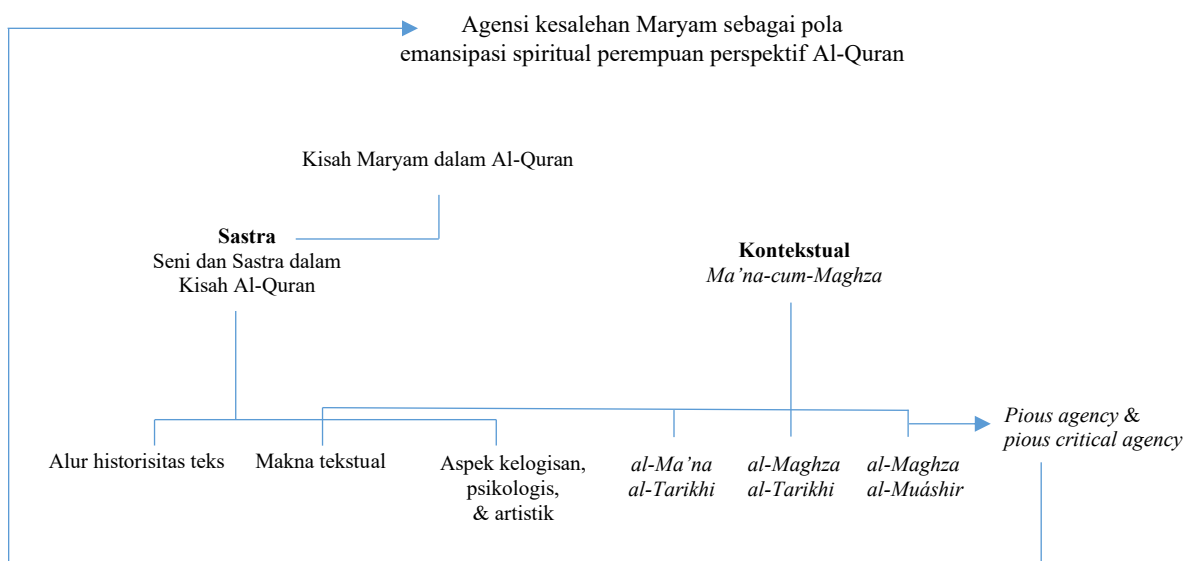 Agensi kesalehan Maryam sebagai pola
emansipasi spiritual perempuan perspektif Al-Quran
Kisah Maryam dalam Al-Quran
Sastra
Seni dan Sastra dalam
Kisah Al-Quran
Kontekstual
Ma’na-cum-Maghza
Alur historisitas teks
Makna tekstual
Aspek kelogisan,
psikologis,
& artistik
al-Ma’na
al-Tarikhi
al-Maghza
al-Tarikhi
al-Maghza
al-Muáshir
Pious agency &
pious critical agency